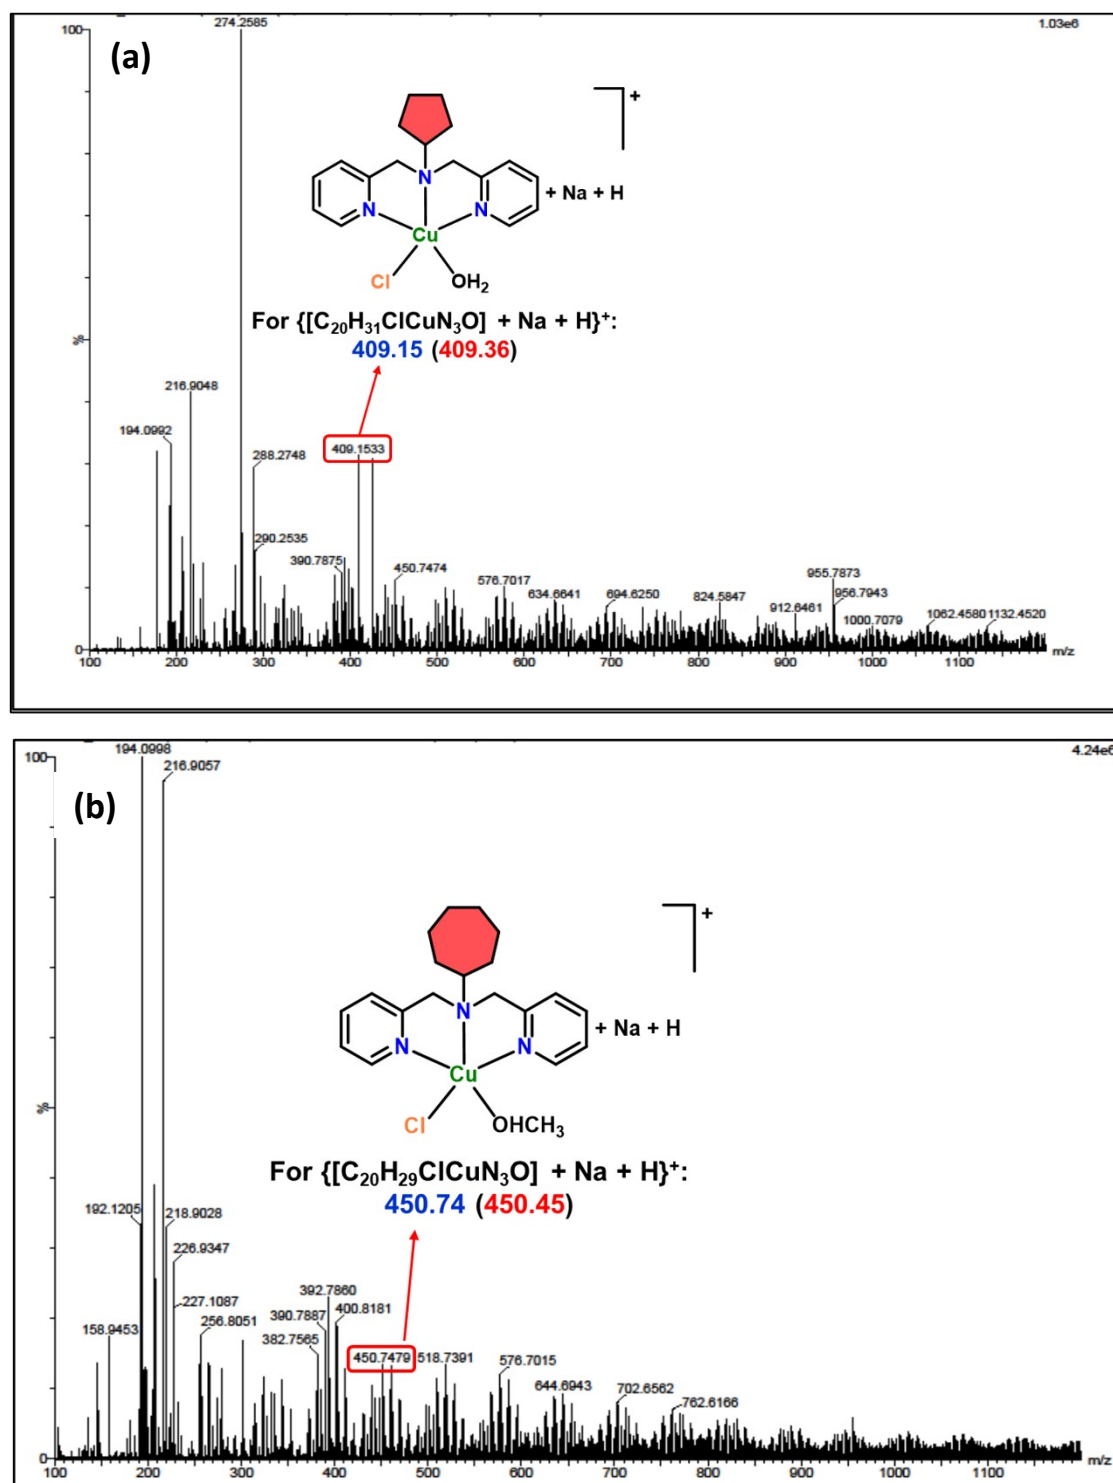 274.2585
1.03e6
100
(a)
+
N
N
N
+ Na + H
Cu
Cl
OH2
For {[C20H31ClCuN3O] + Na + H}+:
409.15 (409.36)
%
216.9048
194.0992
409.1533
288.2748
290.2535
390.7875
450.7474
576.7017
634.6641
694.6250
824.5847
955.7873
956.7943
912.6461
1000.7079
1062.4580
1132.4520
0
100 200 300 400 500 600 700 800 900 1000 1100 m/z
194.0998
4.24e6
100
216.9057
(b)
+
N
N
N
+ Na + H
Cu
Cl
OHCH3
%
For {[C20H29ClCuN3O] + Na + H}+:
450.74 (450.45)
192.1205
218.9028
226.9347
227.1087
158.9453
256.8051
392.7860
390.7887
400.8181
382.7565
450.7479
518.7391
576.7015
644.6943
702.6562
762.6166
0
100 200 300 400 500 600 700 800 900 1000 1100 m/z